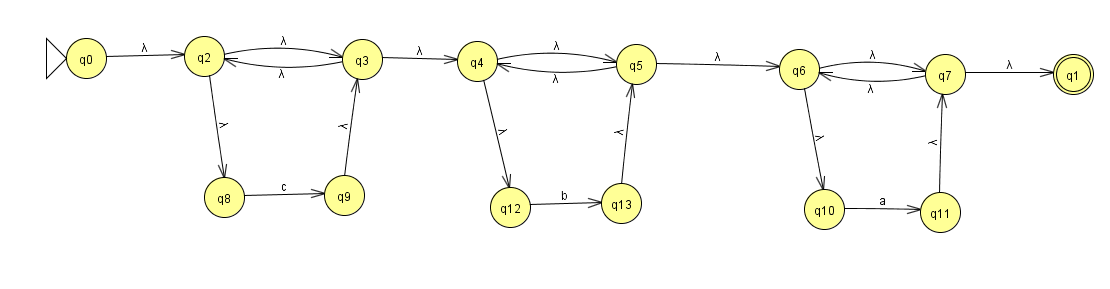 λ λ λ λ λ λ λ
q0 q2 q3 q4 q5 q6 q7 q1
λ λ λ
λ λ λ λ λ λ
q8 c q9 q12 b q13 q10 a q11